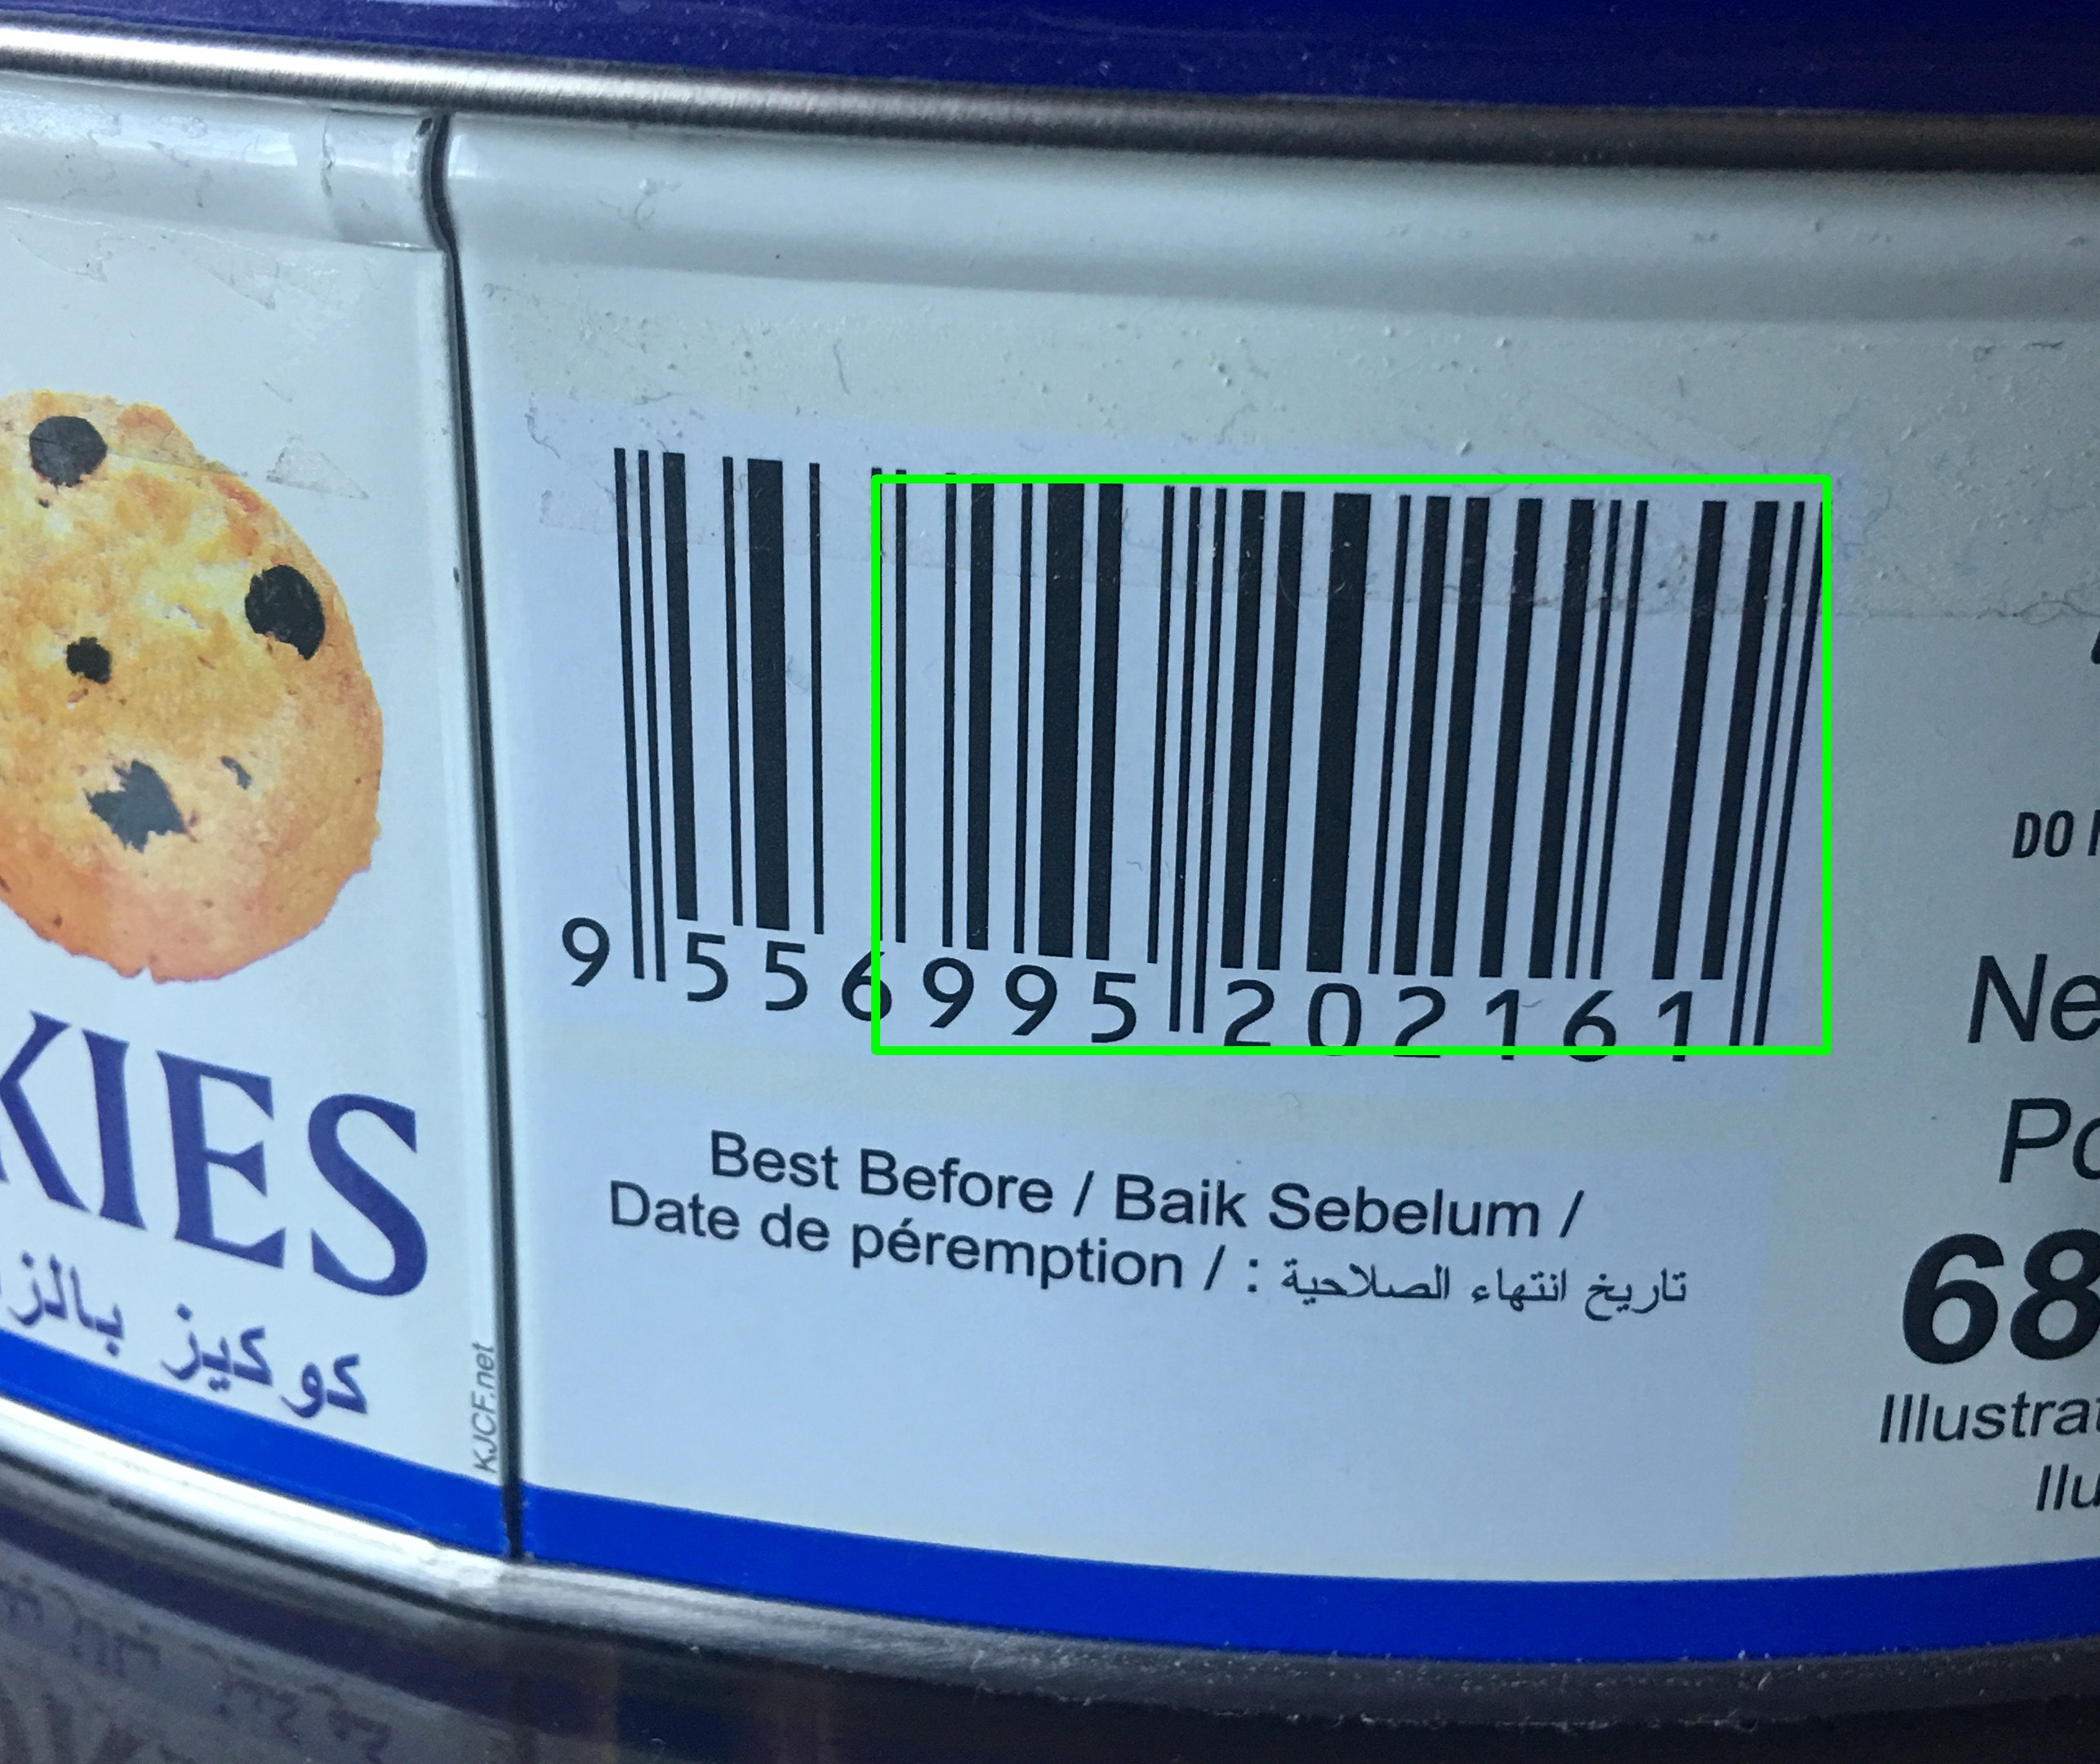 KIES
كوكيز بالز
KJCF.net
9 556995 202161
Best Before / Baik Sebelum /
Date de péremption / : تاريخ انتهاء الصلاحية
DO
Ne
Po
68
Illustrat
Ilu